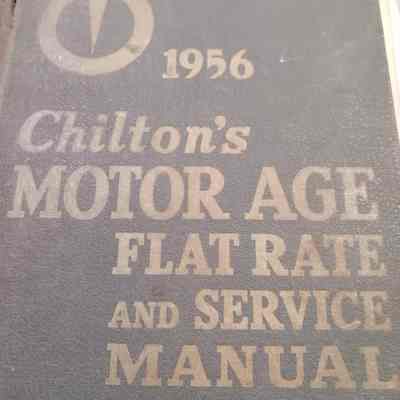 1956
Chilton's
MOTOR AGE
FLAT RATE
AND SERVICE
MANUAL